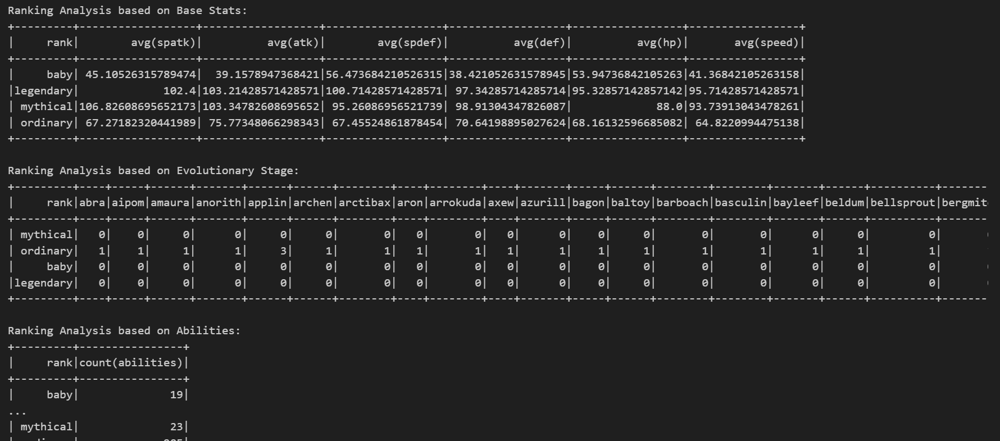 Ranking Analysis based on Base Stats:
+---------+------------------+------------------+------------------+------------------+-----------------+-----------------+
|     rank|        avg(spatk)|          avg(atk)|        avg(spdef)|          avg(def)|          avg(hp)|       avg(speed)|
+---------+------------------+------------------+------------------+------------------+-----------------+-----------------+
|     baby| 45.10526315789474|  39.1578947368421|56.473684210526315|38.421052631578945|53.94736842105263|41.36842105263158|
|legendary|             102.4|103.21428571428571|100.71428571428571| 97.34285714285714|95.32857142857142|95.71428571428571|
| mythical|106.82608695652173|103.34782608695652| 95.26086956521739| 98.91304347826087|             88.0|93.73913043478261|
| ordinary| 67.27182320441989| 75.77348066298343| 67.45524861878454| 70.64198895027624|68.16132596685082| 64.8220994475138|
+---------+------------------+------------------+------------------+------------------+-----------------+-----------------+
Ranking Analysis based on Evolutionary Stage:
+---------+----+-----+------+-------+------+------+--------+----+--------+----+-------+-----+------+--------+--------+-------+------+----------+-------
|     rank|abra|aipom|amaura|anorith|applin|archen|arctibax|aron|arrokuda|axew|azurill|bagon|baltoy|barboach|basculin|bayleef|beldum|bellsprout|bergmit
+---------+----+-----+------+-------+------+------+--------+----+--------+----+-------+-----+------+--------+--------+-------+------+----------+-------
| mythical|   0|    0|     0|      0|     0|     0|       0|   0|       0|   0|      0|    0|     0|       0|       0|      0|     0|         0|
| ordinary|   1|    1|     1|      1|     3|     1|       1|   1|       1|   1|      1|    1|     1|       1|       1|      1|     1|         1|
|     baby|   0|    0|     0|      0|     0|     0|       0|   0|       0|   0|      0|    0|     0|       0|       0|      0|     0|         0|
|legendary|   0|    0|     0|      0|     0|     0|       0|   0|       0|   0|      0|    0|     0|       0|       0|      0|     0|         0|
+---------+----+-----+------+-------+------+------+--------+----+--------+----+-------+-----+------+--------+--------+-------+------+----------+-------
Ranking Analysis based on Abilities:
+---------+----------------+
|     rank|count(abilities)|
+---------+----------------+
|     baby|              19|
...
| mythical|              23|